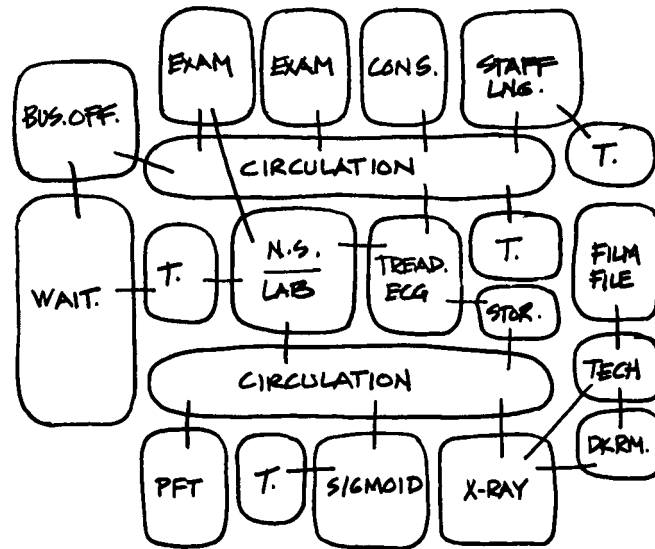 EXAM
EXAM
CONS.
STAFF
LNG.
BUS.OFF.
T.
CIRCULATION
WAIT.
T.
N.S.
LAB
TREAD.
ECG
T.
STOR.
FILM
FILE
CIRCULATION
TECH
DKRM.
PFT
T.
SIGMOID
X-RAY